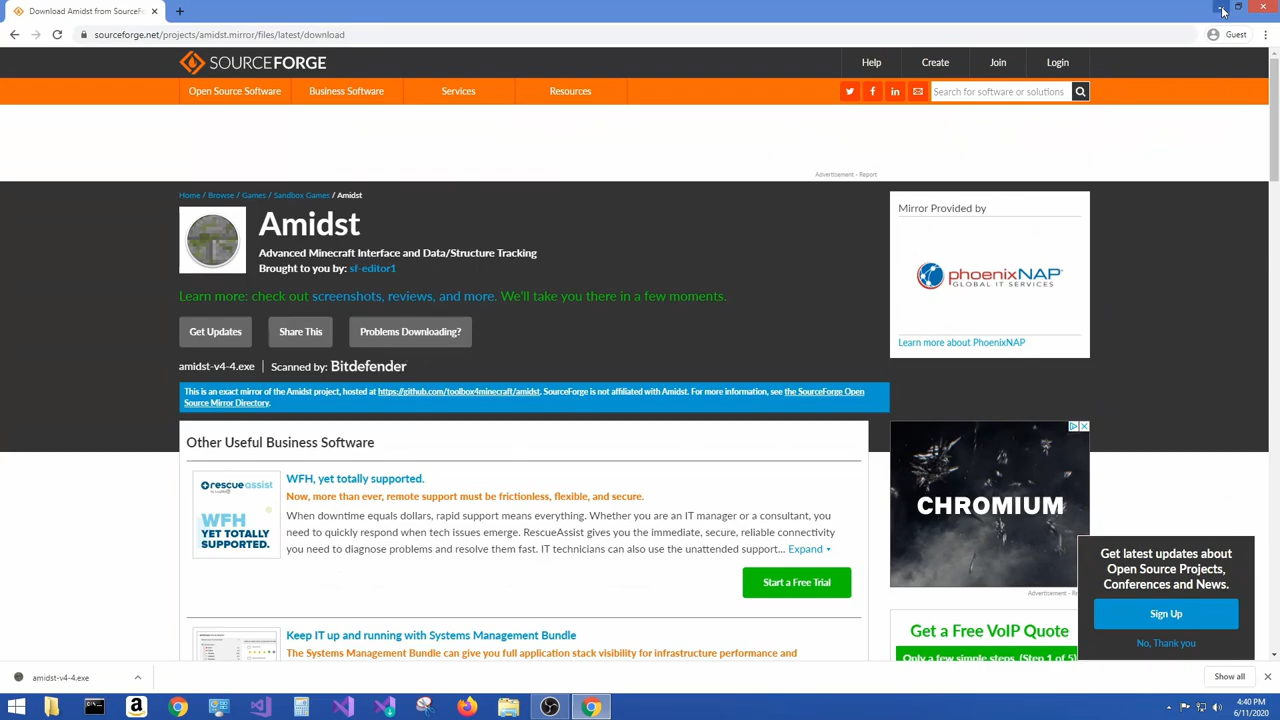 Download Amidst from SourceFor
sourceforge.net/projects/amidst.mirror/files/latest/download
Guest
SOURCEFORGE
Help
Create
Join
Login
Open Source Software
Business Software
Services
Resources
Search for software or solutions
Advertisement - Report
Home / Browse / Games / Sandbox Games / Amidst
Amidst
Advanced Minecraft Interface and Data/Structure Tracking
Brought to you by: sf-editor1
Learn more: check out screenshots, reviews, and more. We'll take you there in a few moments.
Get Updates
Share This
Problems Downloading?
amidst-v4-4.exe
Scanned by: Bitdefender
This is an exact mirror of the Amidst project, hosted at https://github.com/toolbox4minecraft/amidst. SourceForge is not affiliated with Amidst. For more information, see the SourceForge Open
Source Mirror Directory.
Mirror Provided by
phoenixNAP
GLOBAL IT SERVICES
Learn more about PhoenixNAP
Other Useful Business Software
rescueassist
WFH
YET TOTALLY
SUPPORTED.
WFH, yet totally supported.
Now, more than ever, remote support must be frictionless, flexible, and secure.
When downtime equals dollars, rapid support means everything. Whether you are an IT manager or a consultant, you
need to quickly respond when tech issues emerge. RescueAssist gives you the immediate, secure, reliable connectivity
you need to diagnose problems and resolve them fast. IT technicians can also use the unattended support... Expand
Start a Free Trial
Keep IT up and running with Systems Management Bundle
The Systems Management Bundle can give you full application stack visibility for infrastructure performance and
CHROMIUM
Advertisement - Re
Get a Free VoIP Quote
Only a few simple steps. (Step 1 of 5)
Get latest updates about
Open Source Projects,
Conferences and News.
Sign Up
No, Thank you
amidst-v4-4.exe
Show all
4:40 PM
6/11/2020